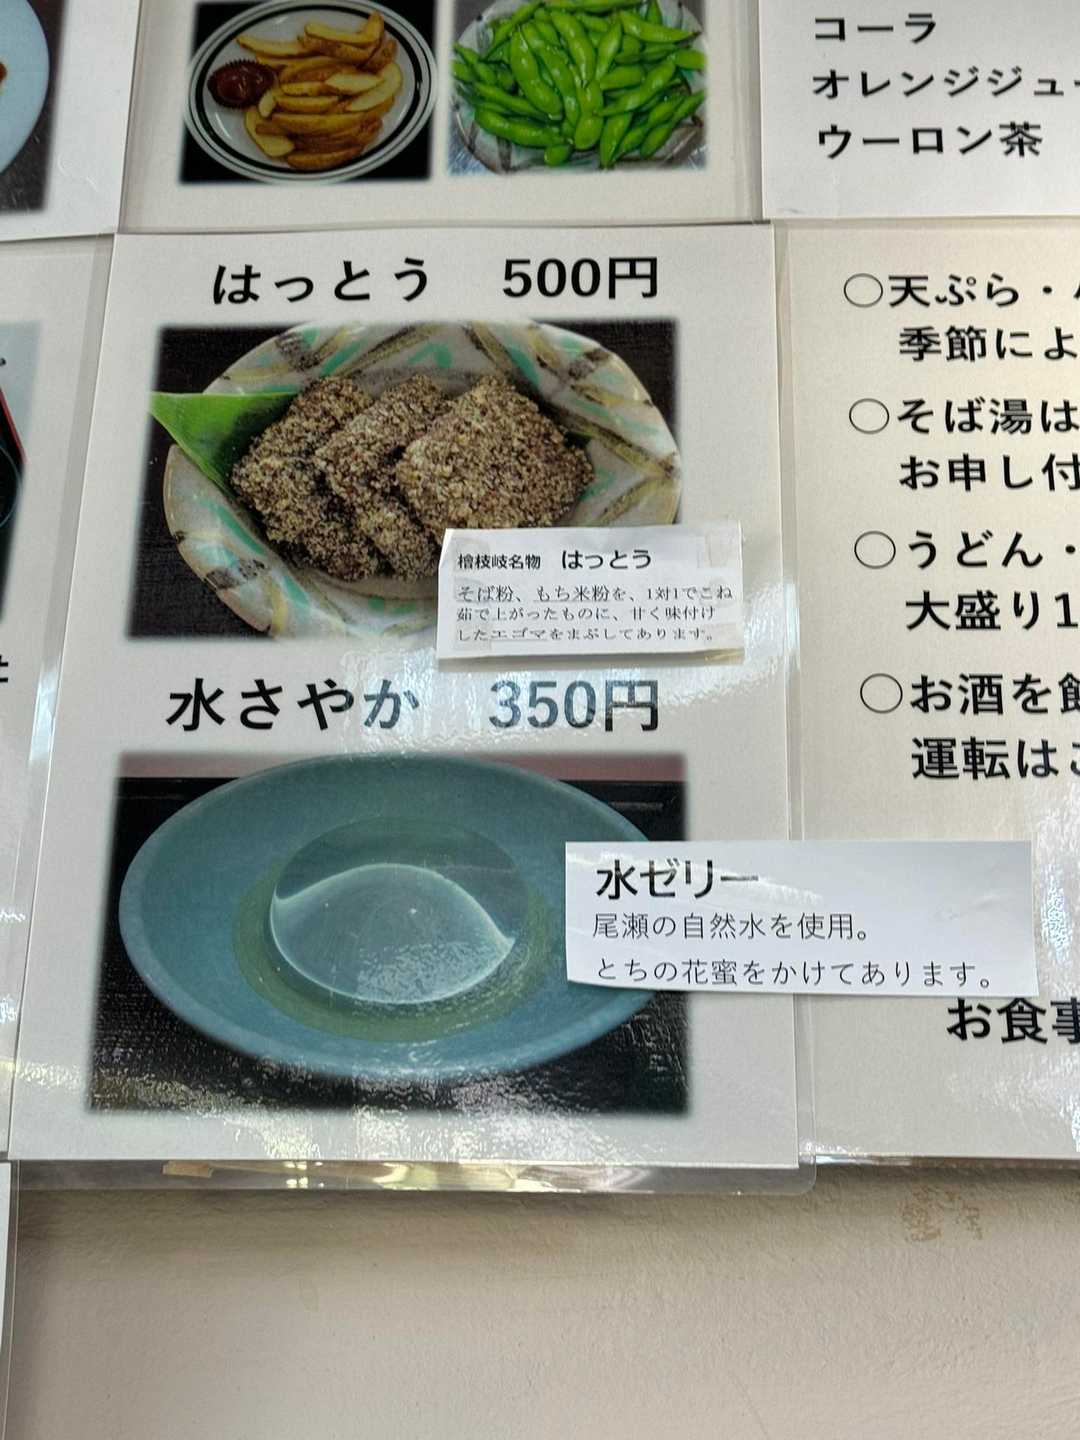 コーラ
オレンジジュ
ウーロン茶
はっとう 500円
檜枝岐名物 はっとう
そば粉、もち米粉を、1対1でこね
茹で上がったものに、甘く味付け
したエゴマをまぶしてあります。
水さやか 350円
水ゼリー
尾瀬の自然水を使用。
とちの花蜜をかけてあります。
○天ぷら・
季節によ
○そば湯は
お申し付
○うどん・
大盛り1
○お酒を飲
運転はご
お食事